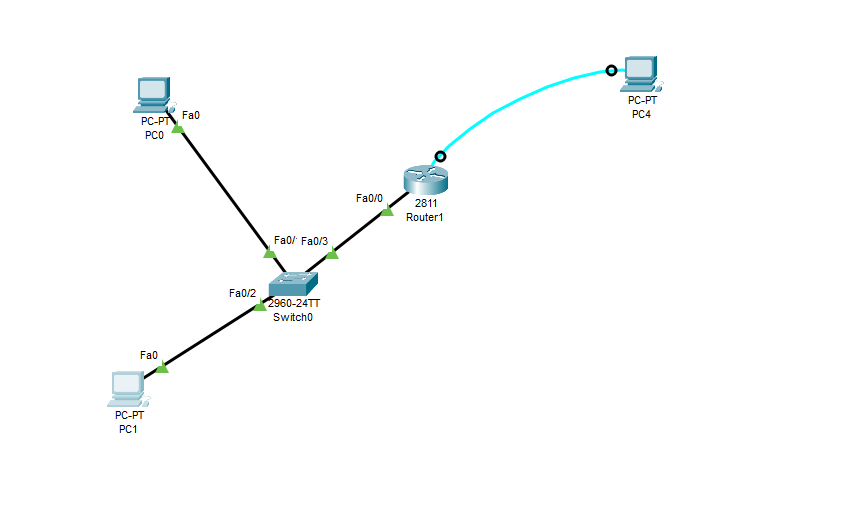 Fa0
PC-PT
PC0
PC-PT
PC4
Fa0/0
2811
Router1
Fa0/
Fa0/3
Fa0/2
2960-24TT
Switch0
Fa0
PC-PT
PC1